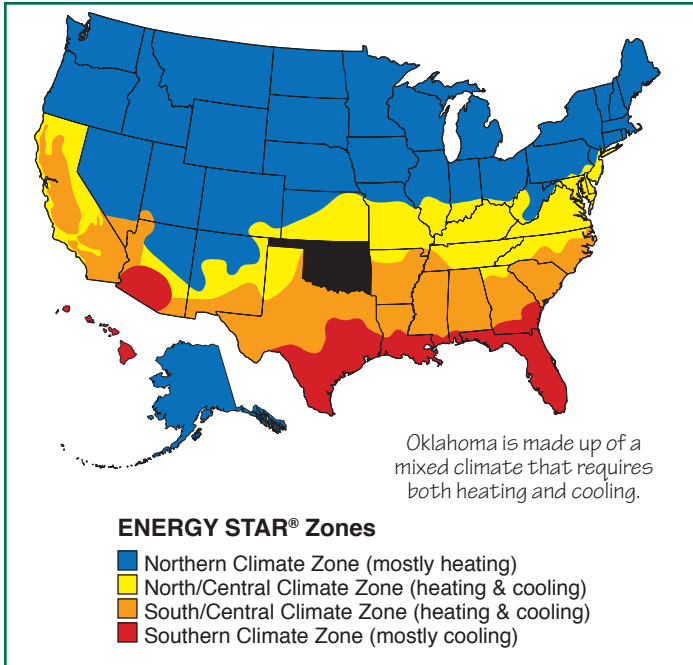 Oklahoma is made up of a
mixed climate that requires
both heating and cooling.
ENERGY STAR® Zones
Northern Climate Zone (mostly heating)
North/Central Climate Zone (heating & cooling)
South/Central Climate Zone (heating & cooling)
Southern Climate Zone (mostly cooling)